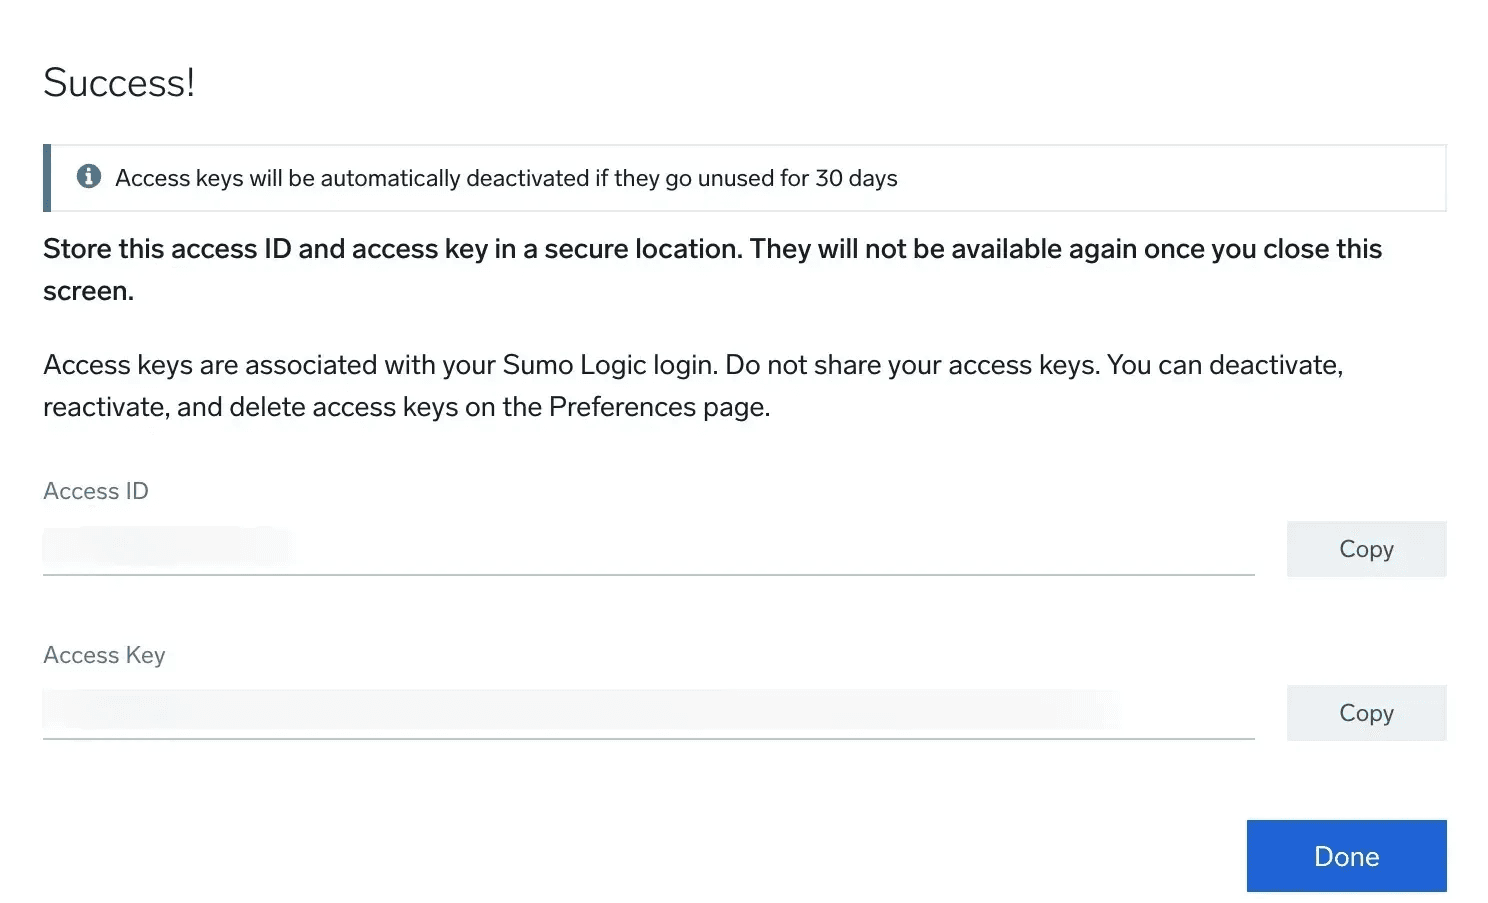 Success!
Access keys will be automatically deactivated if they go unused for 30 days
Store this access ID and access key in a secure location. They will not be available again once you close this
screen.
Access keys are associated with your Sumo Logic login. Do not share your access keys. You can deactivate,
reactivate, and delete access keys on the Preferences page.
Access ID
Copy
Access Key
Copy
Done